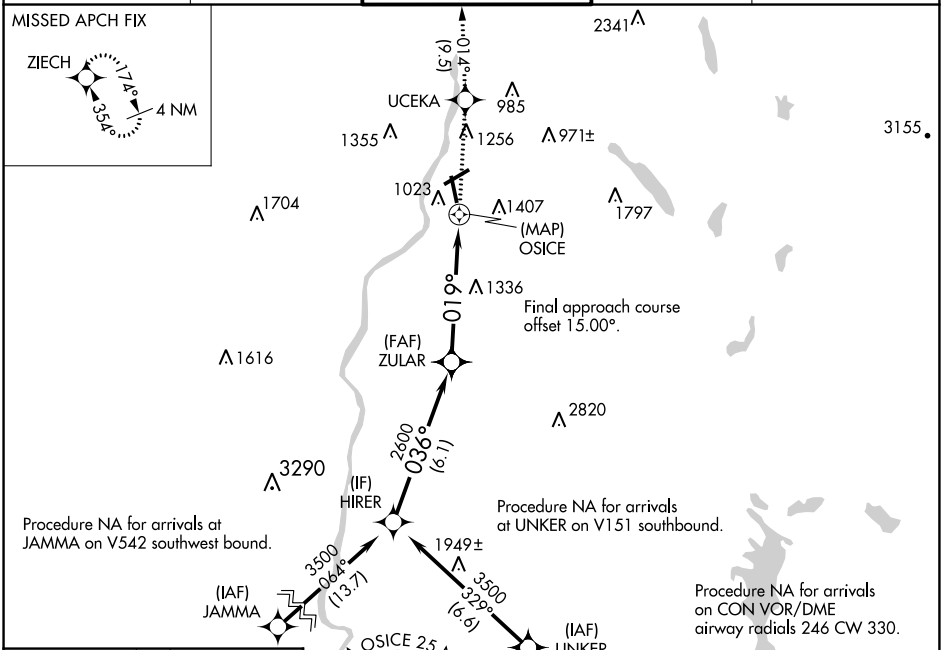 MISSED APCH FIX
ZIECH
174°
354°
4 NM
014°
(9.5)
2341
UCEKA
985
1355
1256
971±
3155
1704
1023
1407
1797
(MAP)
OSICE
019°
1336
Final approach course
offset 15.00°.
(FAF)
ZULAR
1616
2820
2600
036°
(6.1)
3290
(IF)
HIRER
Procedure NA for arrivals
at UNKER on V151 southbound.
Procedure NA for arrivals at
JAMMA on V542 southwest bound.
1949±
3500
064°
(13.7)
3500
329°
(6.6)
(IAF)
JAMMA
Procedure NA for arrivals
on CON VOR/DME
airway radials 246 CW 330.
OSICE 25
(IAF)
UNKER